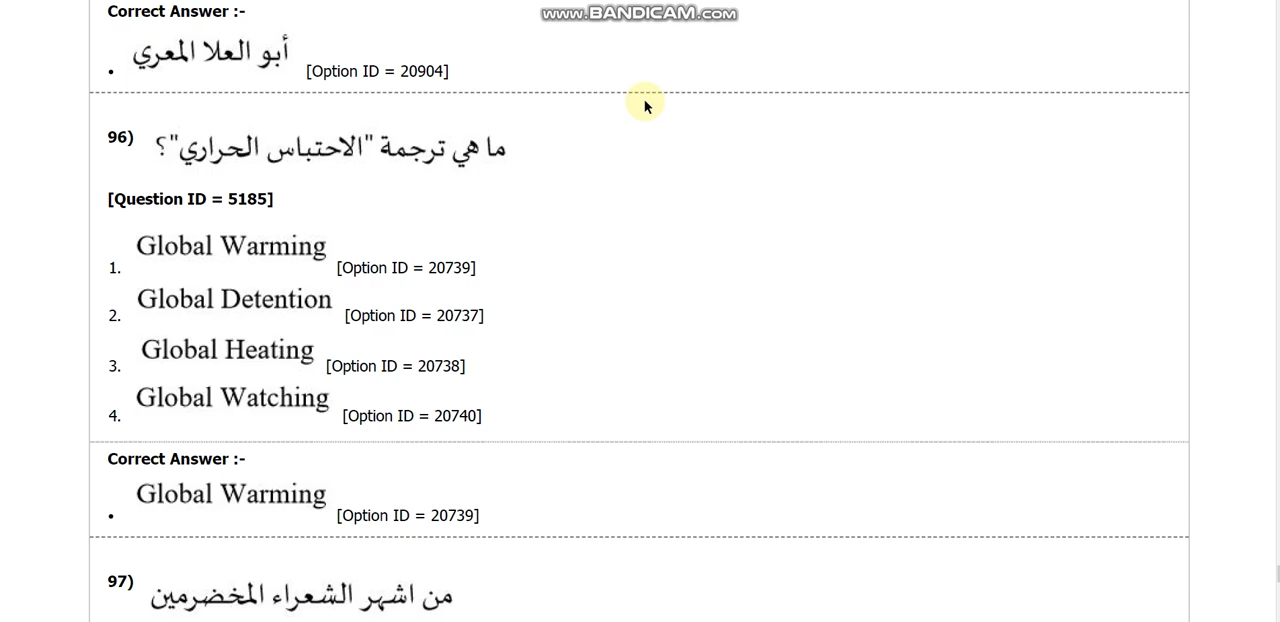 Correct Answer :-
www.BANDICAM.com
• أبو العلا المعري [Option ID = 20904]
96) ما هي ترجمة "الاحتباس الحراري"؟
[Question ID = 5185]
1. Global Warming [Option ID = 20739]
2. Global Detention [Option ID = 20737]
3. Global Heating [Option ID = 20738]
4. Global Watching [Option ID = 20740]
Correct Answer :-
• Global Warming [Option ID = 20739]
97) من اشهر الشعراء المخضرمين